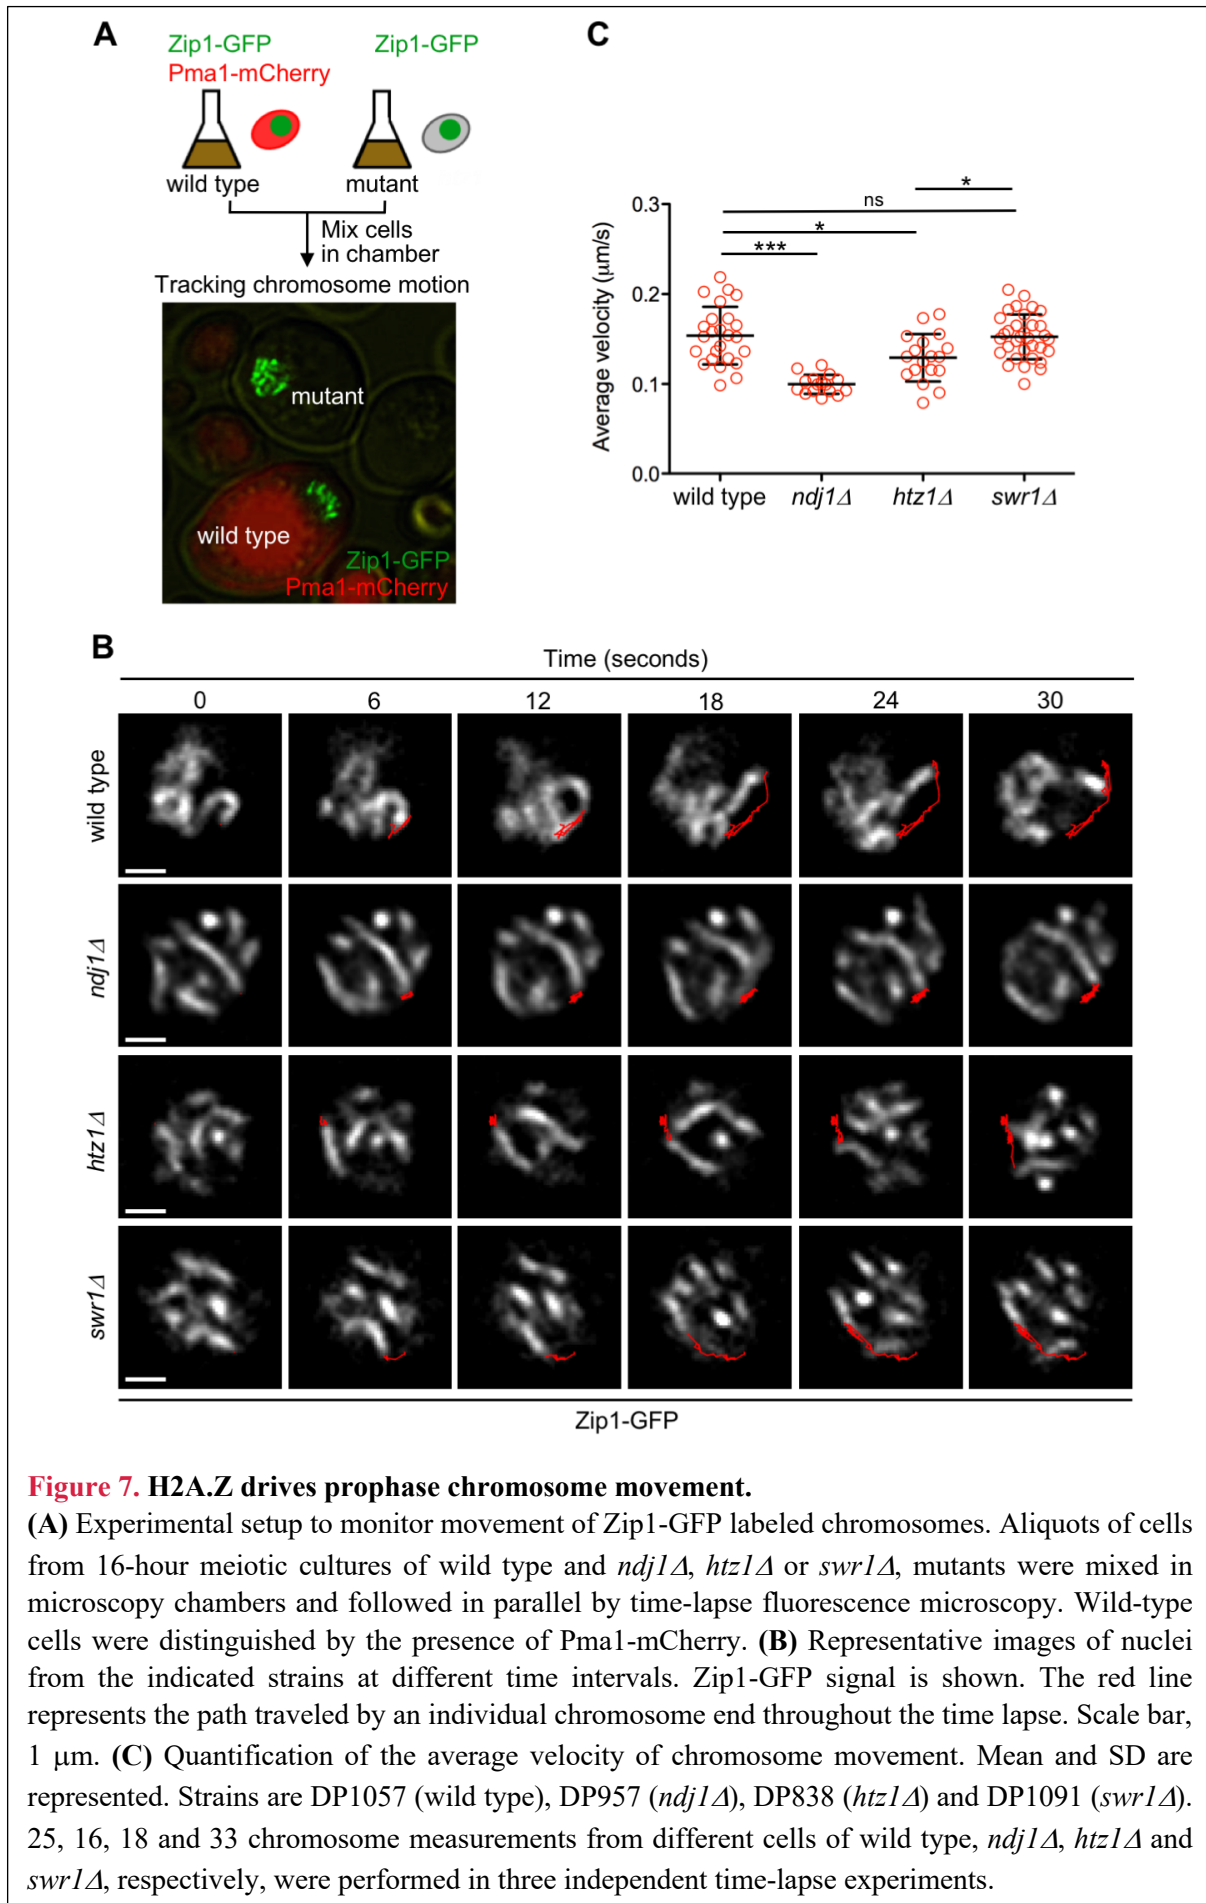 A
Zip1-GFP
Pma1-mCherry
Zip1-GFP
wild type
mutant
Mix cells
in chamber
Tracking chromosome motion
mutant
wild type
Zip1-GFP
Pma1-mCherry
C
Average velocity (μm/s)
0.3
0.2
0.1
0.0
*
ns
*
***
wild type
ndj1Δ
htz1Δ
swr1Δ
B
Time (seconds)
0 6 12 18 24 30
wild type
ndj1Δ
htz1Δ
swr1Δ
Zip1-GFP
Figure 7. H2A.Z drives prophase chromosome movement.
(A) Experimental setup to monitor movement of Zip1-GFP labeled chromosomes. Aliquots of cells
from 16-hour meiotic cultures of wild type and ndj1Δ, htz1Δ or swr1Δ, mutants were mixed in
microscopy chambers and followed in parallel by time-lapse fluorescence microscopy. Wild-type
cells were distinguished by the presence of Pma1-mCherry. (B) Representative images of nuclei
from the indicated strains at different time intervals. Zip1-GFP signal is shown. The red line
represents the path traveled by an individual chromosome end throughout the time lapse. Scale bar,
1 μm. (C) Quantification of the average velocity of chromosome movement. Mean and SD are
represented. Strains are DP1057 (wild type), DP957 (ndj1Δ), DP838 (htz1Δ) and DP1091 (swr1Δ).
25, 16, 18 and 33 chromosome measurements from different cells of wild type, ndj1Δ, htz1Δ and
swr1Δ, respectively, were performed in three independent time-lapse experiments.